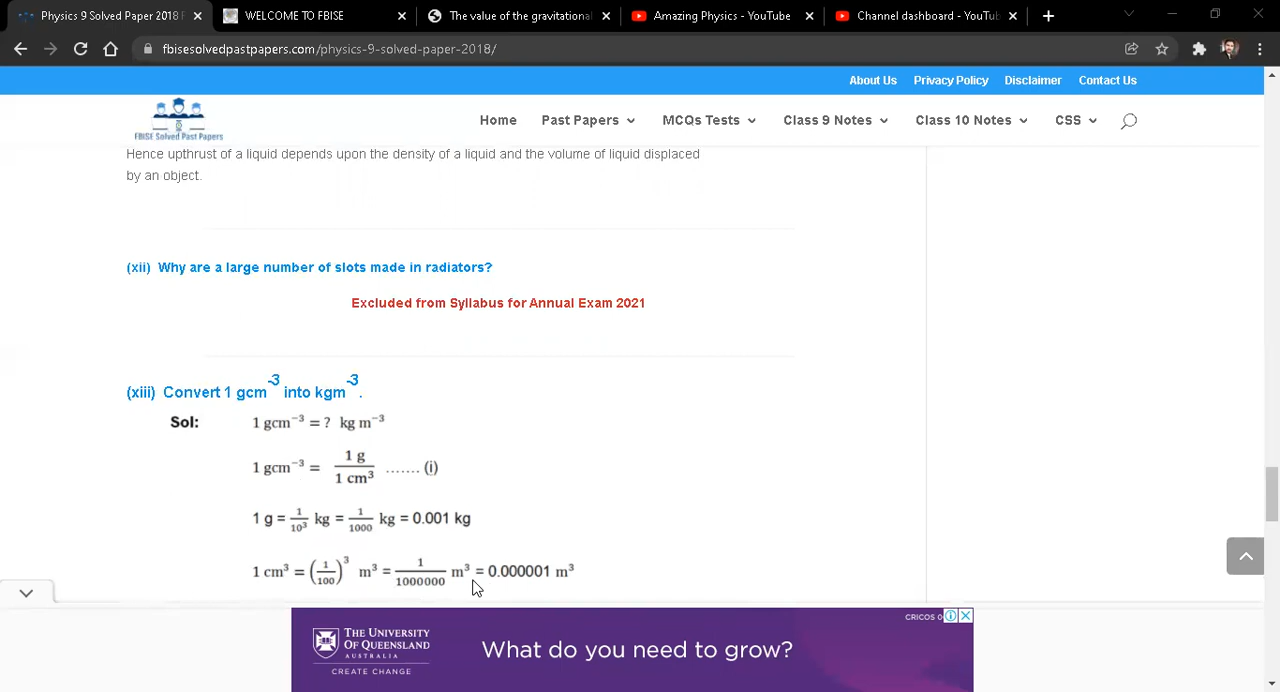 Physics 9 Solved Paper 2018 F
WELCOME TO FBISE
The value of the gravitational
Amazing Physics - YouTube
Channel dashboard - YouTub
fbisesolvedpastpapers.com/physics-9-solved-paper-2018/
About Us Privacy Policy Disclaimer Contact Us
FBISE Solved Past Papers
Home Past Papers MCQs Tests Class 9 Notes Class 10 Notes CSS
Hence upthrust of a liquid depends upon the density of a liquid and the volume of liquid displaced
by an object.
(xii) Why are a large number of slots made in radiators?
Excluded from Syllabus for Annual Exam 2021
(xiii) Convert 1 gcm⁻³ into kgm⁻³.
Sol: 1 gcm⁻³ = ? kg m⁻³
1 gcm⁻³ = 1 g / 1 cm³ ....... (i)
1 g = 1/10³ kg = 1/1000 kg = 0.001 kg
1 cm³ = (1/100)³ m³ = 1/1000000 m³ = 0.000001 m³
CRICOS 0
THE UNIVERSITY
OF QUEENSLAND
AUSTRALIA
CREATE CHANGE
What do you need to grow?